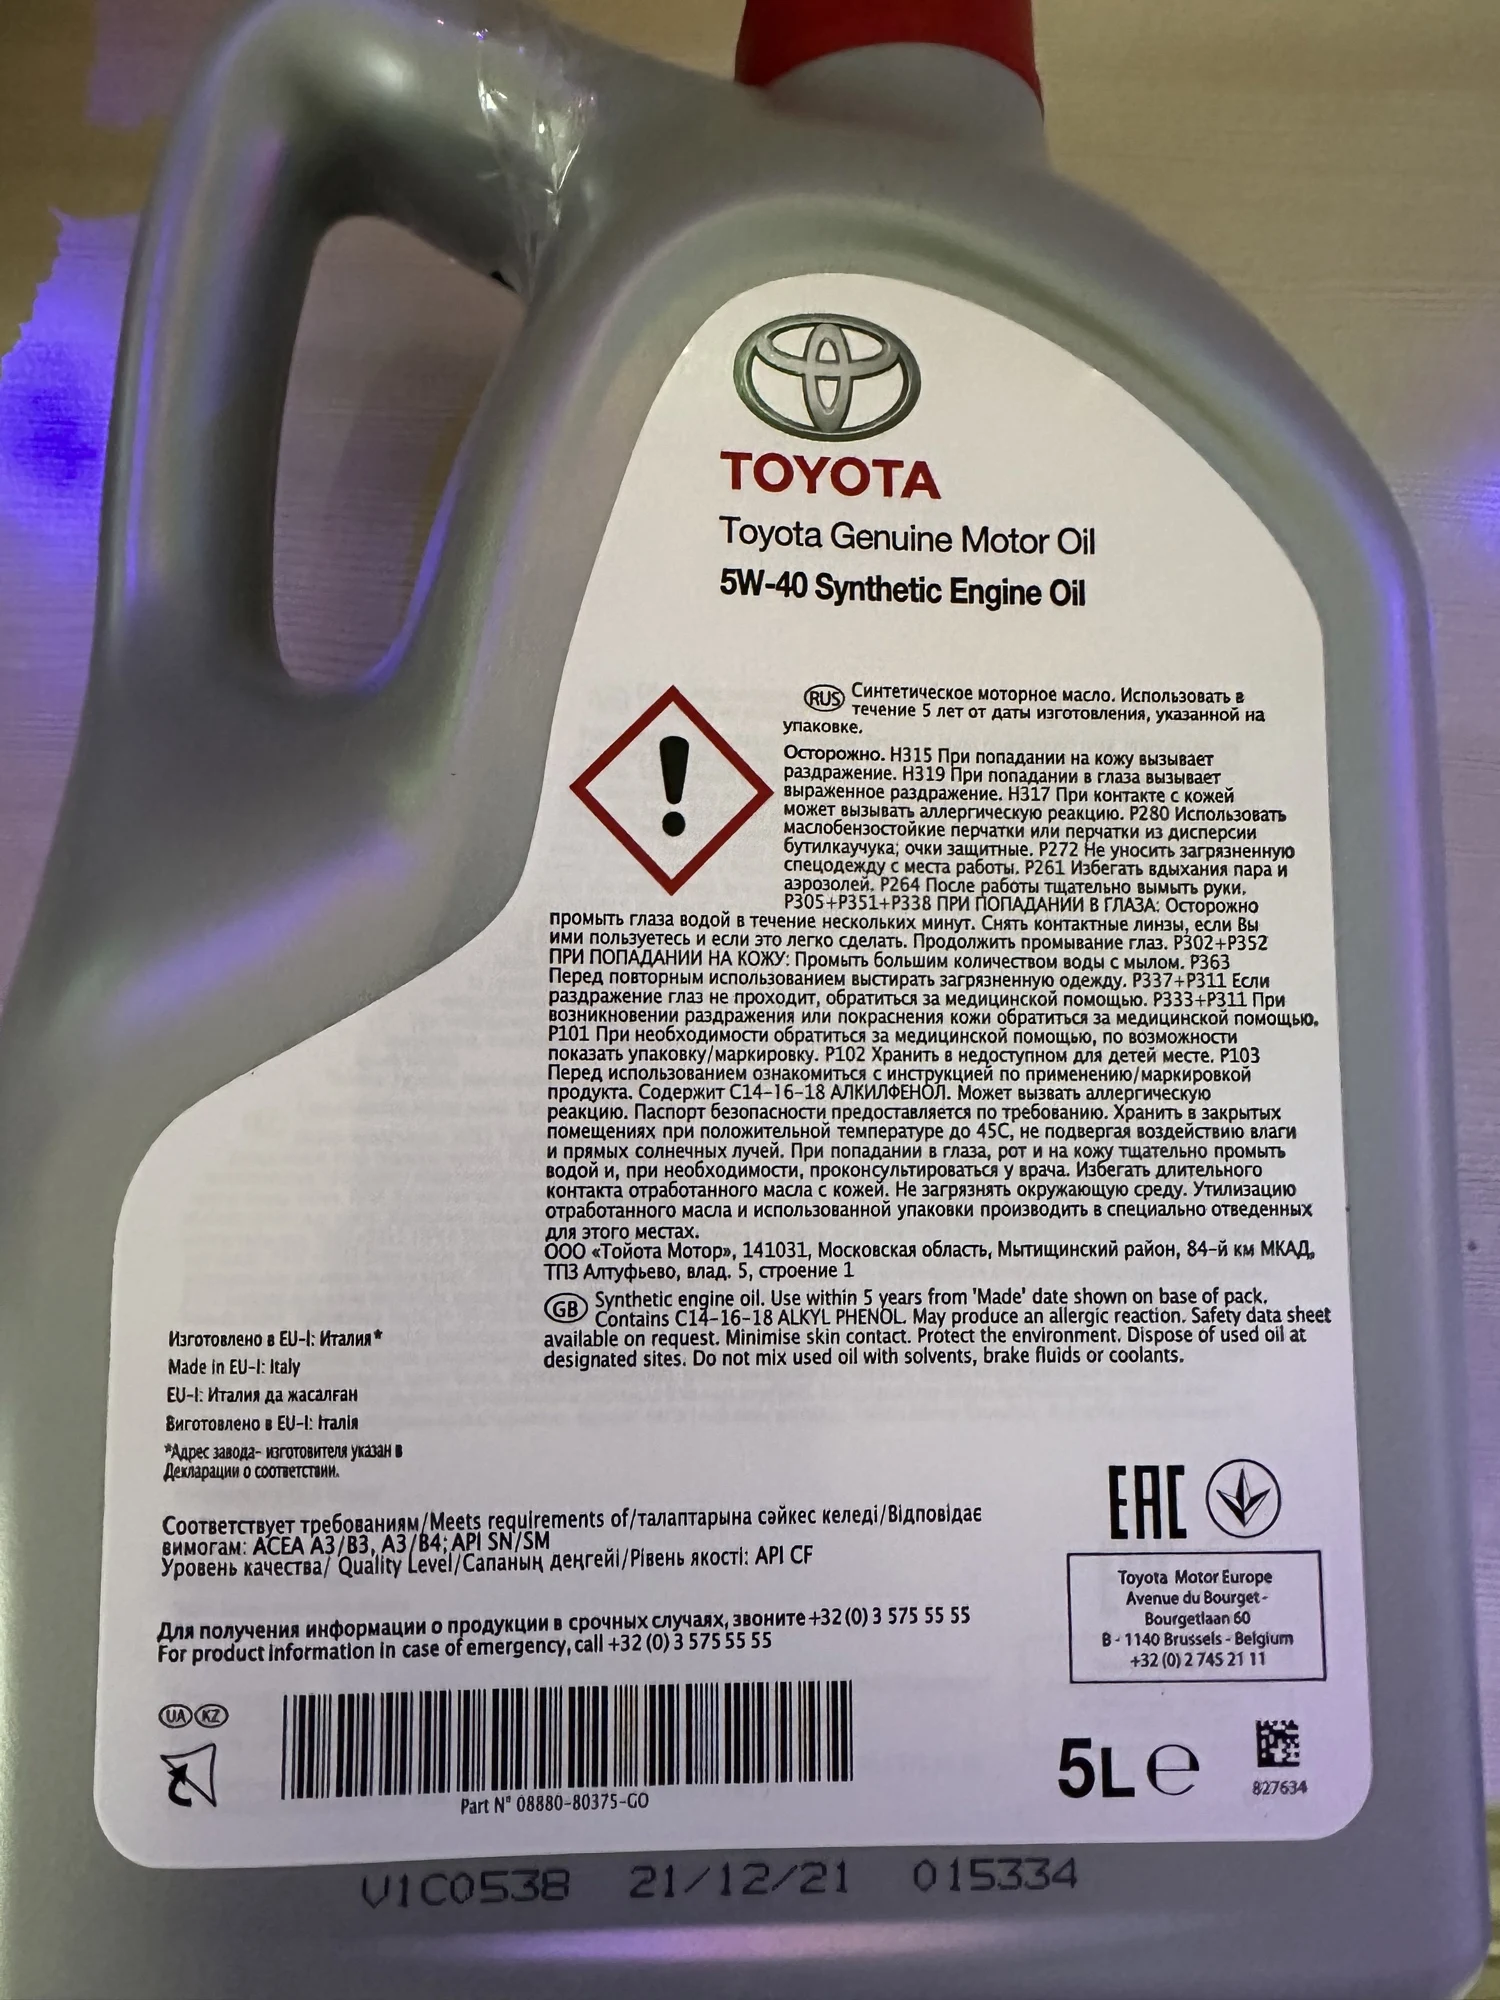 TOYOTA
Toyota Genuine Motor Oil
5W-40 Synthetic Engine Oil
RUS Синтетическое моторное масло. Использовать в
течение 5 лет от даты изготовления, указанной на
упаковке.
Осторожно. H315 При попадании на кожу вызывает
раздражение. H319 При попадании в глаза вызывает
выраженное раздражение. H317 При контакте с кожей
может вызывать аллергическую реакцию. P280 Использовать
маслобензостойкие перчатки или перчатки из дисперсии
бутилкаучука; очки защитные. P272 Не уносить загрязненную
спецодежду с места работы. P261 Избегать вдыхания пара и
аэрозолей. P264 После работы тщательно вымыть руки.
P305+P351+P338 ПРИ ПОПАДАНИИ В ГЛАЗА: Осторожно
промыть глаза водой в течение нескольких минут. Снять контактные линзы, если Вы
ими пользуетесь и если это легко сделать. Продолжить промывание глаз. P302+P352
ПРИ ПОПАДАНИИ НА КОЖУ: Промыть большим количеством воды с мылом. P363
Перед повторным использованием выстирать загрязненную одежду. P337+P311 Если
раздражение глаз не проходит, обратиться за медицинской помощью. P333+P311 При
возникновении раздражения или покраснения кожи обратиться за медицинской помощью.
P101 При необходимости обратиться за медицинской помощью, по возможности
показать упаковку/маркировку. P102 Хранить в недоступном для детей месте. P103
Перед использованием ознакомиться с инструкцией по применению/маркировкой
продукта. Содержит C14-16-18 АЛКИЛФЕНОЛ. Может вызвать аллергическую
реакцию. Паспорт безопасности предоставляется по требованию. Хранить в закрытых
помещениях при положительной температуре до 45C, не подвергая воздействию влаги
и прямых солнечных лучей. При попадании в глаза, рот и на кожу тщательно промыть
водой и, при необходимости, проконсультироваться у врача. Избегать длительного
контакта отработанного масла с кожей. Не загрязнять окружающую среду. Утилизацию
отработанного масла и использованной упаковки производить в специально отведенных
для этого местах.
ООО «Тойота Мотор», 141031, Московская область, Мытищинский район, 84-й км МКАД,
ТПЗ Алтуфьево, влад. 5, строение 1
GB Synthetic engine oil. Use within 5 years from 'Made' date shown on base of pack.
Contains C14-16-18 ALKYL PHENOL. May produce an allergic reaction. Safety data sheet
available on request. Minimise skin contact. Protect the environment. Dispose of used oil at
designated sites. Do not mix used oil with solvents, brake fluids or coolants.
Изготовлено в EU-I: Италия*
Made in EU-I: Italy
EU-I: Италия да жасалған
Виготовлено в EU-I: Італія
*Адрес завода- изготовителя указан в
Декларации о соответствии.
Соответствует требованиям/Meets requirements of/талаптарына сәйкес келеді/Відповідає
вимогам: ACEA A3/B3, A3/B4; API SN/SM
Уровень качества/ Quality Level/Сапаның деңгейі/Рівень якості: API CF
Для получения информации о продукции в срочных случаях, звоните +32 (0) 3 575 55 55
For product information in case of emergency, call +32 (0) 3 575 55 55
EAC
Toyota Motor Europe
Avenue du Bourget -
Bourgetlaan 60
B - 1140 Brussels - Belgium
+32 (0) 2 745 21 11
UA KZ
Part N° 08880-80375-GO
5L e
827634
V1C0538 21/12/21 015334